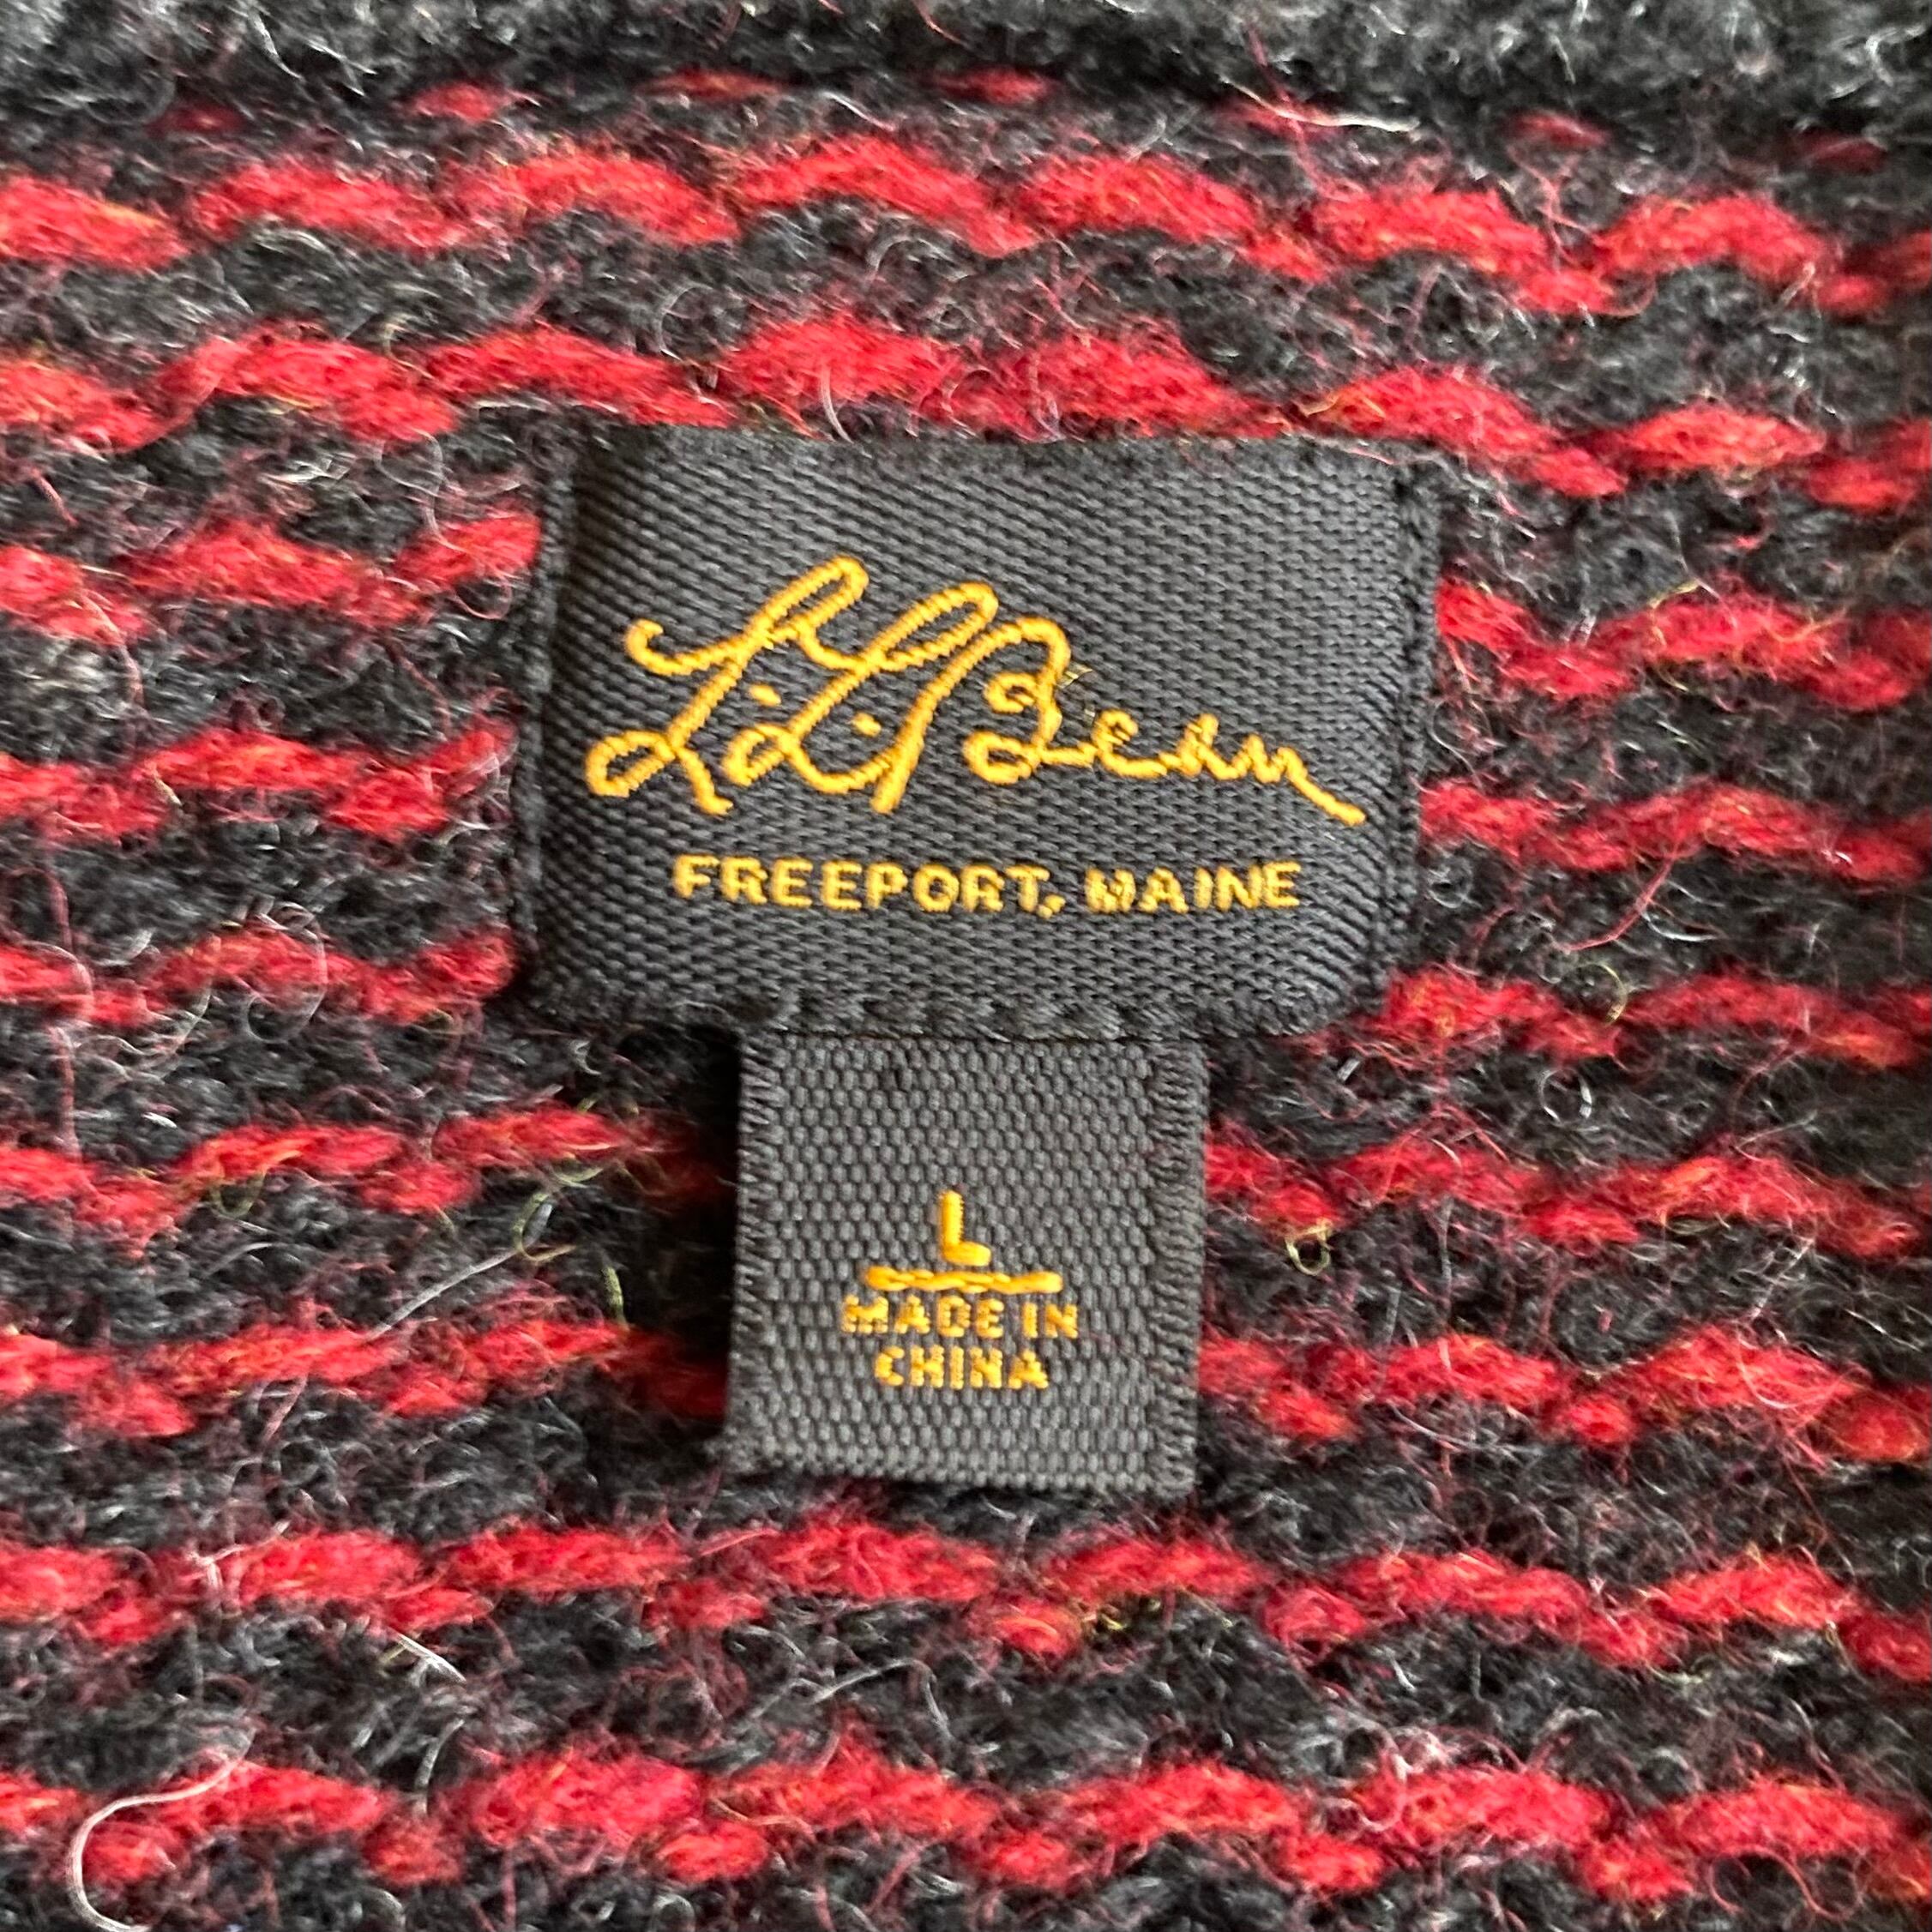 L.L.Bean
FREEPORT, MAINE
L
MADE IN
CHINA